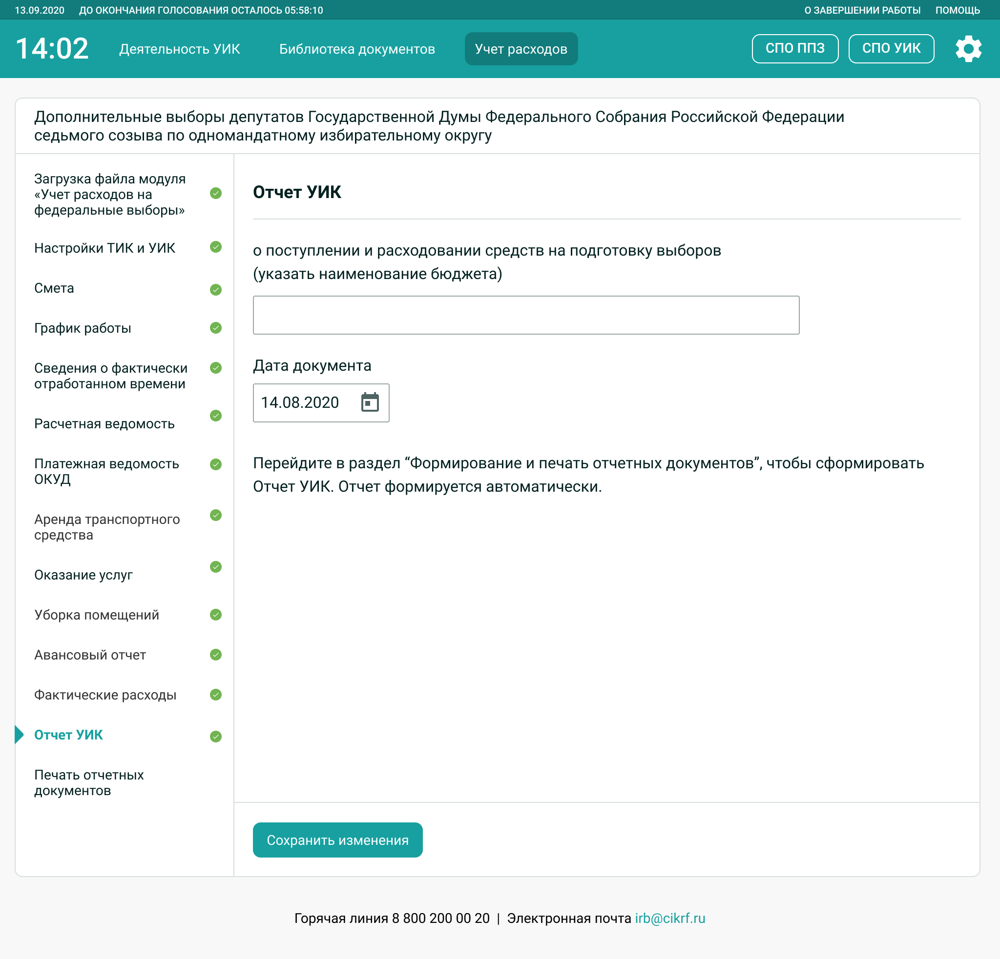 13.09.2020 ДО ОКОНЧАНИЯ ГОЛОСОВАНИЯ ОСТАЛОСЬ 05:58:10 О ЗАВЕРШЕНИИ РАБОТЫ ПОМОЩЬ
14:02 Деятельность УИК Библиотека документов Учет расходов СПО ППЗ СПО УИК
Дополнительные выборы депутатов Государственной Думы Федерального Собрания Российской Федерации
седьмого созыва по одномандатному избирательному округу
Загрузка файла модуля
«Учет расходов на
федеральные выборы»
Настройки ТИК и УИК
Смета
График работы
Сведения о фактически
отработанном времени
Расчетная ведомость
Платежная ведомость
ОКУД
Аренда транспортного
средства
Оказание услуг
Уборка помещений
Авансовый отчет
Фактические расходы
Отчет УИК
Печать отчетных
документов
Отчет УИК
о поступлении и расходовании средств на подготовку выборов
(указать наименование бюджета)
Дата документа
14.08.2020
Перейдите в раздел “Формирование и печать отчетных документов”, чтобы сформировать
Отчет УИК. Отчет формируется автоматически.
Сохранить изменения
Горячая линия 8 800 200 00 20 | Электронная почта irb@cikrf.ru